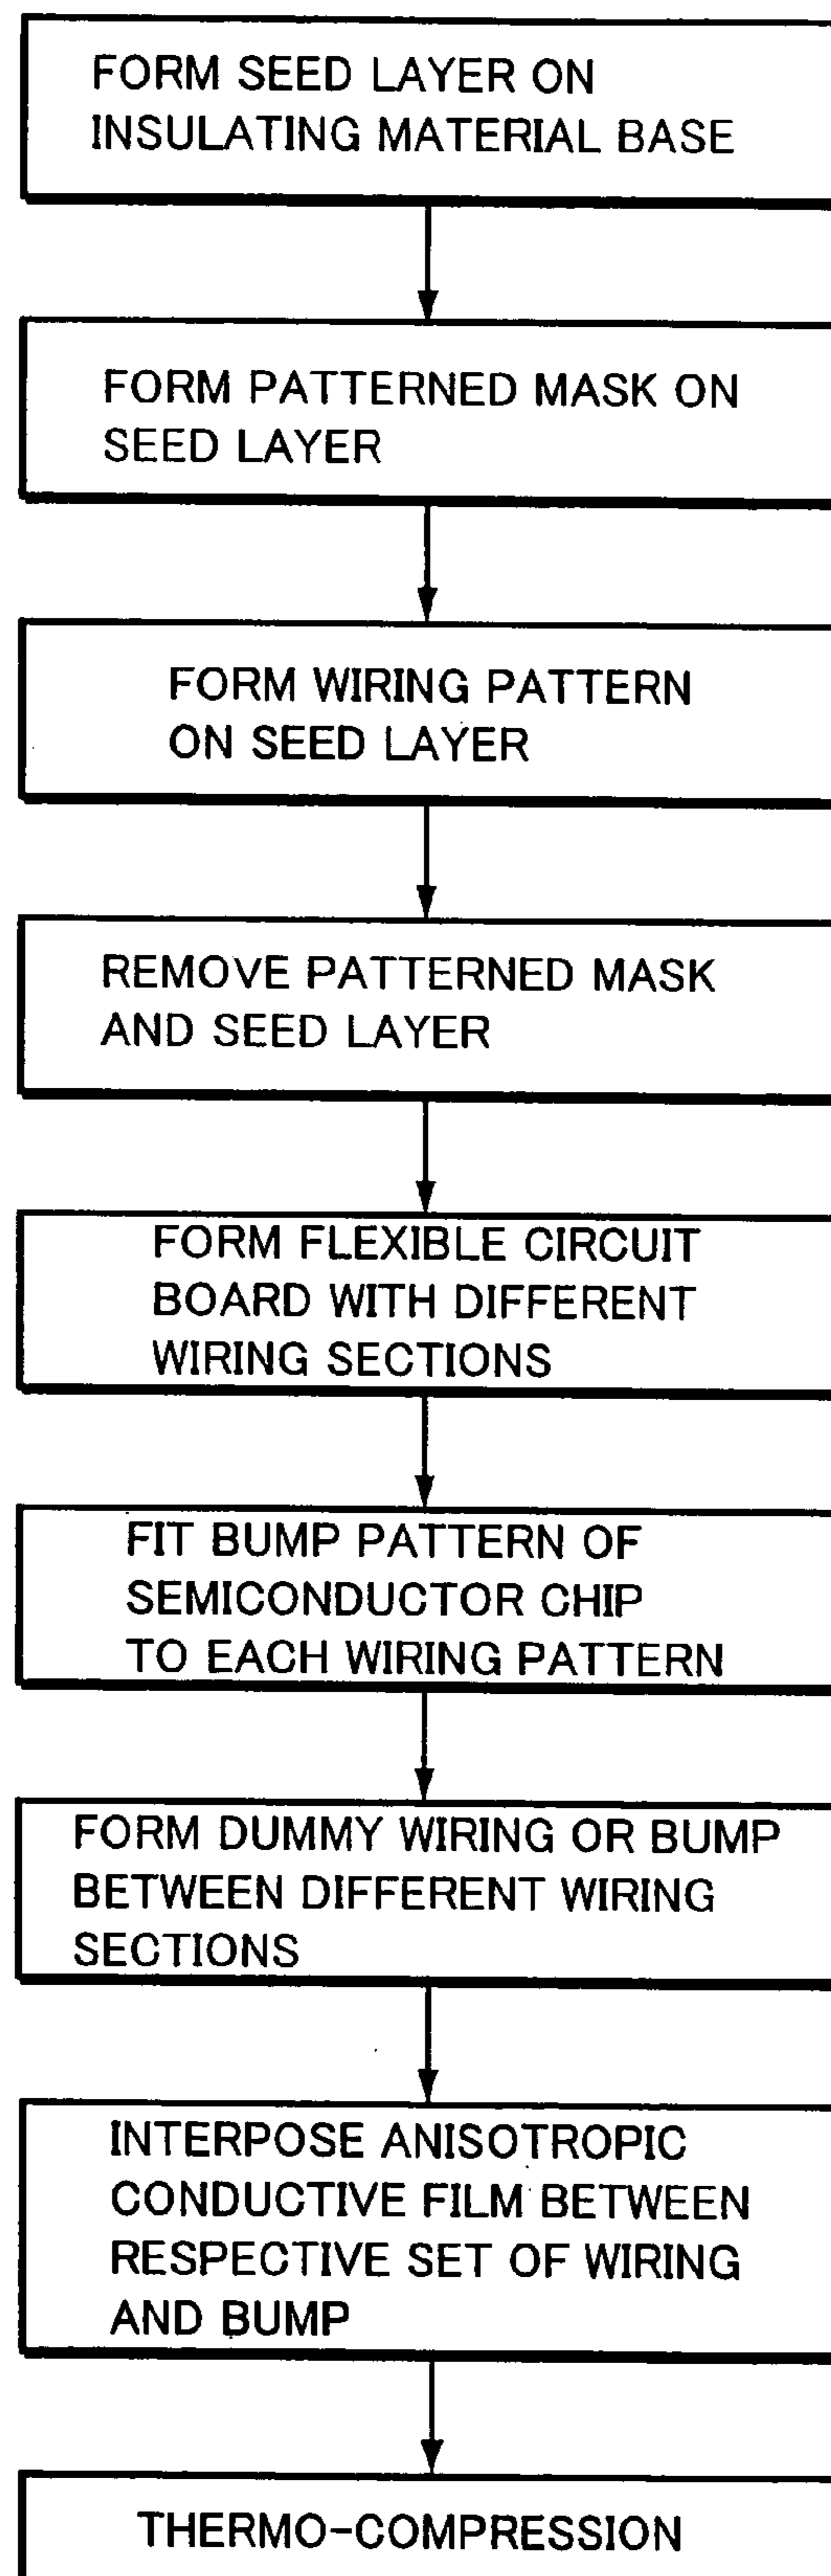 FORM SEED LAYER ON
INSULATING MATERIAL BASE
FORM PATTERNED MASK ON
SEED LAYER
FORM WIRING PATTERN
ON SEED LAYER
REMOVE PATTERNED MASK
AND SEED LAYER
FORM FLEXIBLE CIRCUIT
BOARD WITH DIFFERENT
WIRING SECTIONS
FIT BUMP PATTERN OF
SEMICONDUCTOR CHIP
TO EACH WIRING PATTERN
FORM DUMMY WIRING OR BUMP
BETWEEN DIFFERENT WIRING
SECTIONS
INTERPOSE ANISOTROPIC
CONDUCTIVE FILM BETWEEN
RESPECTIVE SET OF WIRING
AND BUMP
THERMO-COMPRESSION